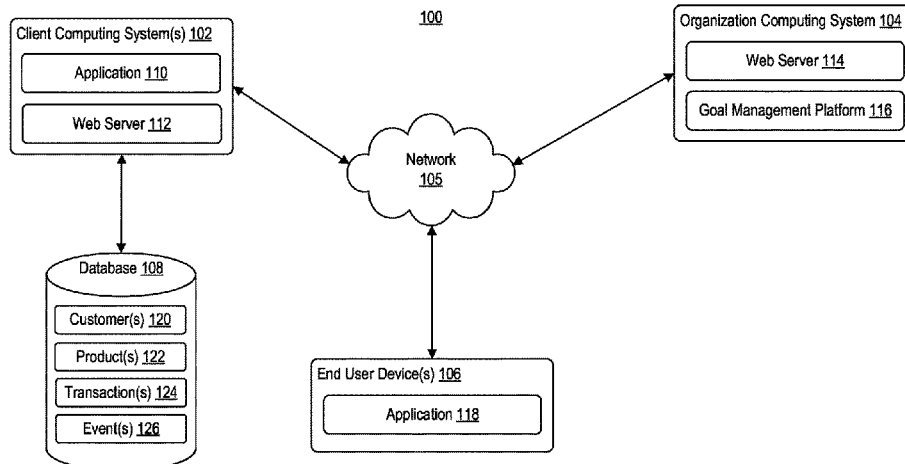 100
Client Computing System(s) 102
Application 110
Web Server 112
Organization Computing System 104
Web Server 114
Goal Management Platform 116
Network
105
Database 108
Customer(s) 120
Product(s) 122
Transaction(s) 124
Event(s) 126
End User Device(s) 106
Application 118